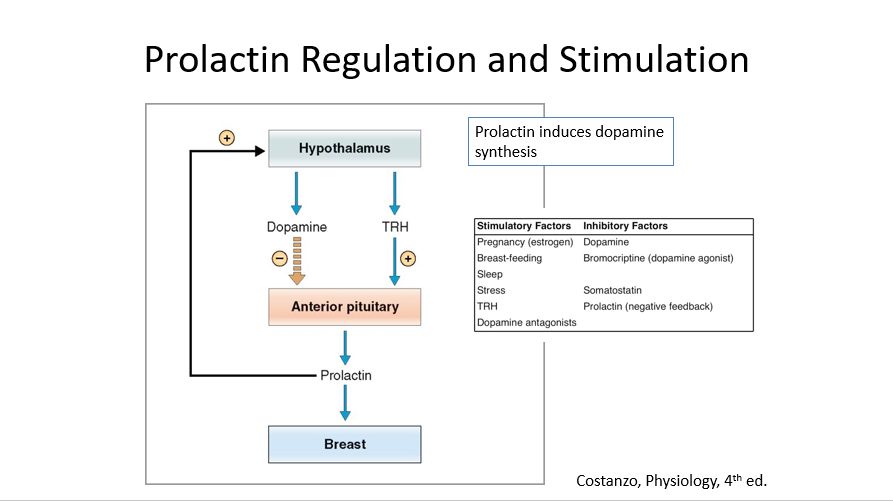 Prolactin Regulation and Stimulation
+
Hypothalamus
Prolactin induces dopamine
synthesis
Dopamine
TRH
−
+
Anterior pituitary
Prolactin
Breast
Stimulatory Factors Inhibitory Factors
Pregnancy (estrogen) Dopamine
Breast-feeding Bromocriptine (dopamine agonist)
Sleep
Stress Somatostatin
TRH Prolactin (negative feedback)
Dopamine antagonists
Costanzo, Physiology, 4th ed.